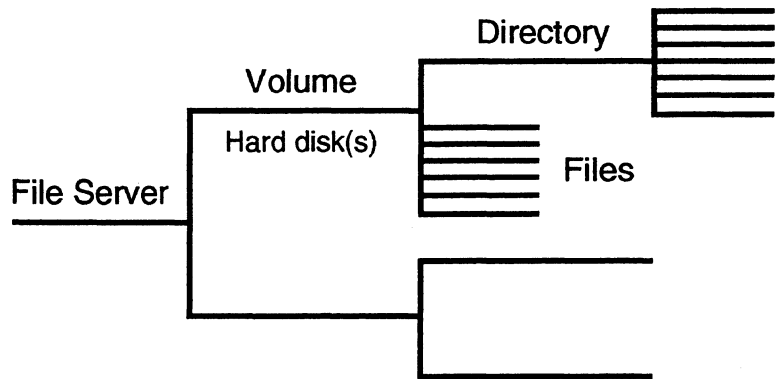 Directory
Volume
Hard disk(s)
Files
File Server